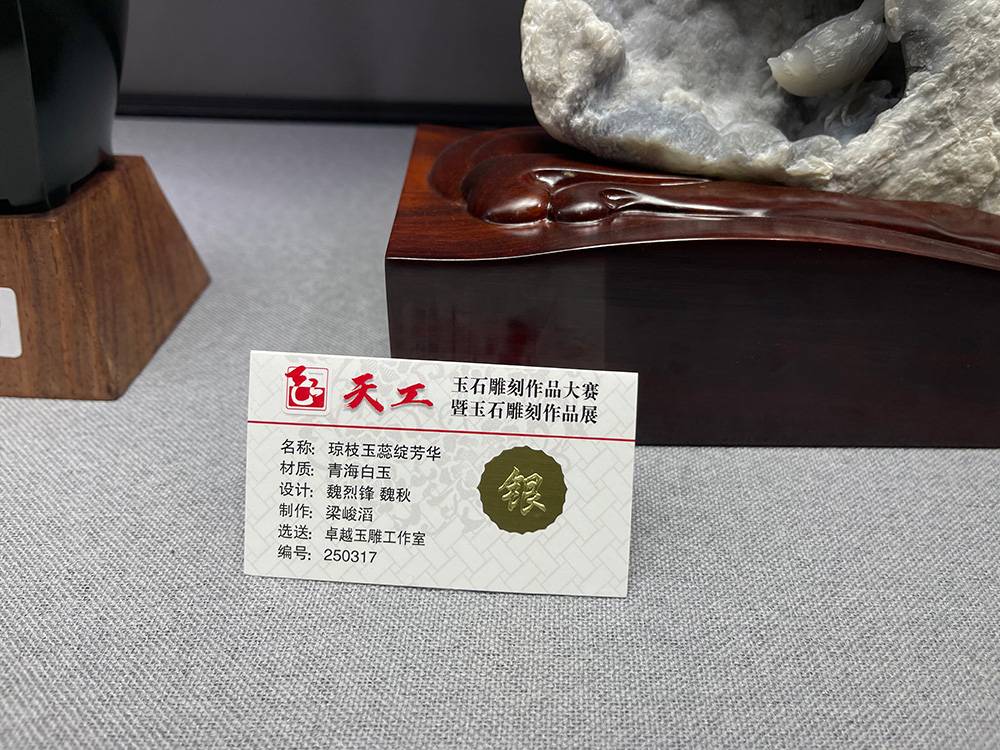 天工
玉石雕刻作品大赛
暨玉石雕刻作品展
名称: 琼枝玉蕊绽芳华
材质: 青海白玉
设计: 魏烈锋 魏秋
制作: 梁峻滔
选送: 卓越玉雕工作室
编号: 250317
银